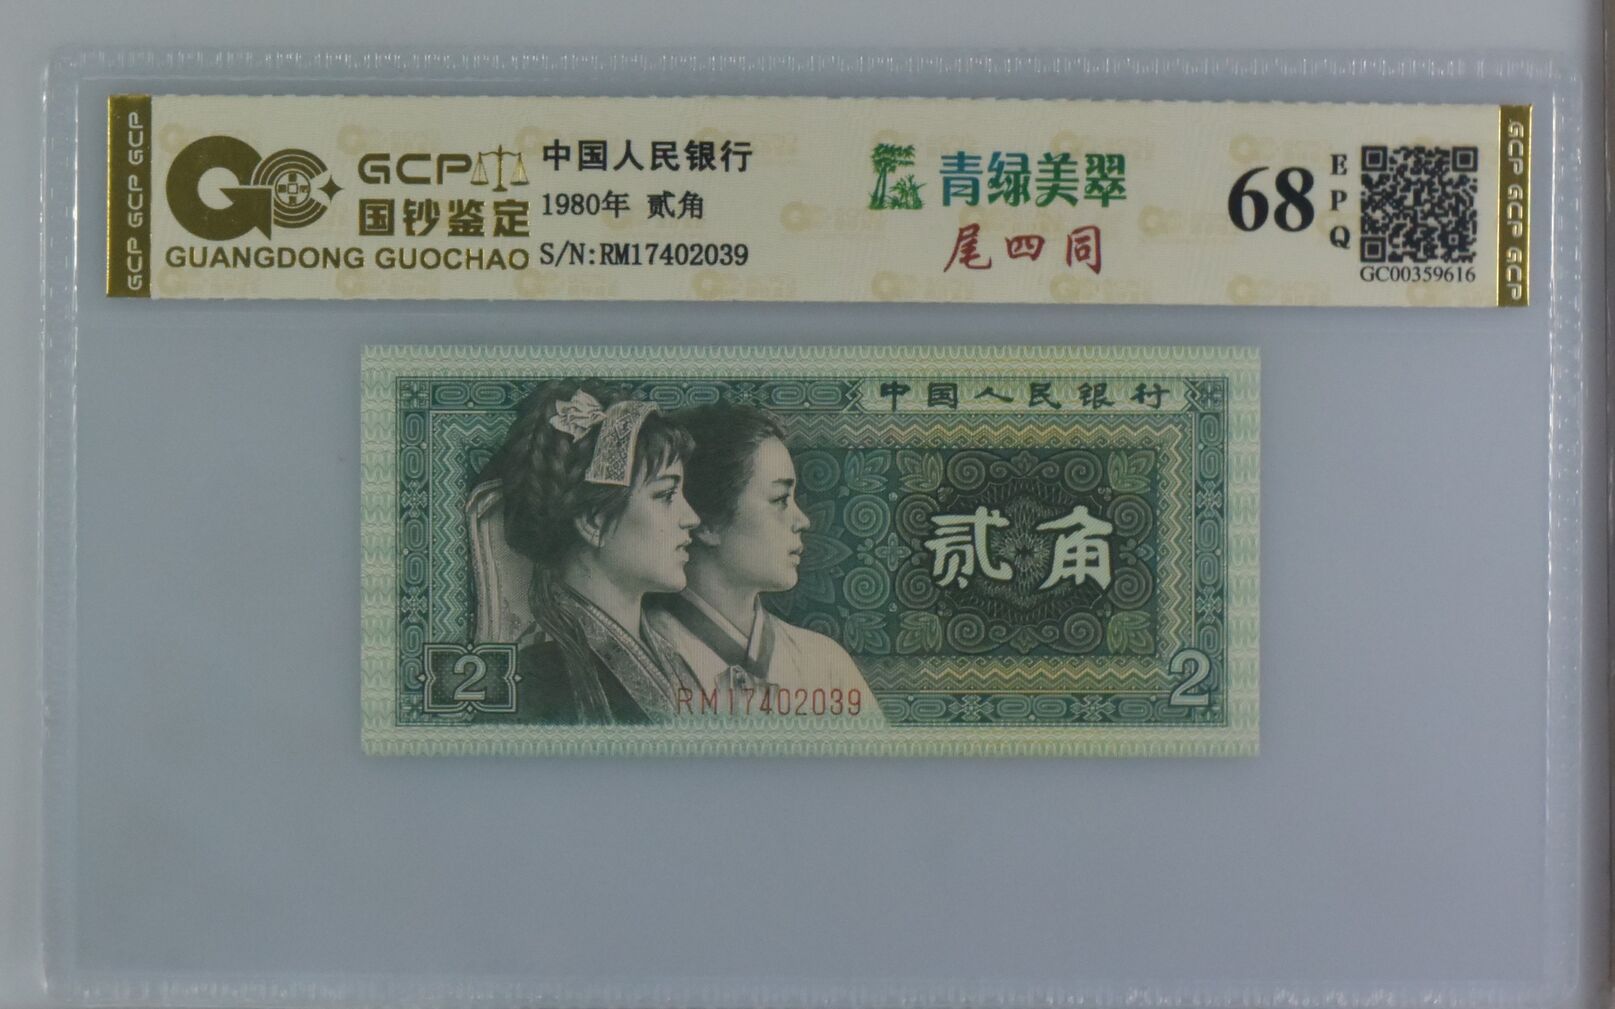 GCP GCP GCP
GCP
国钞鉴定
GUANGDONG GUOCHAO
中国人民银行
1980年 贰角
S/N:RM17402039
青绿美翠
尾四同
68
EPQ
GC00359616
GCP GCP GCP
中国人民银行
贰角
2
RM17402039
2